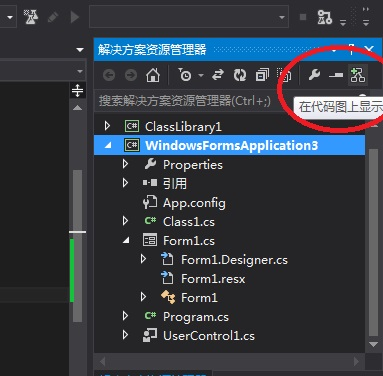 解决方案资源管理器
搜索解决方案资源管理器(Ctrl+;)
在代码图上显示
C# ClassLibrary1
C# WindowsFormsApplication3
Properties
引用
App.config
C# Class1.cs
Form1.cs
Form1.Designer.cs
Form1.resx
Form1
C# Program.cs
UserControl1.cs